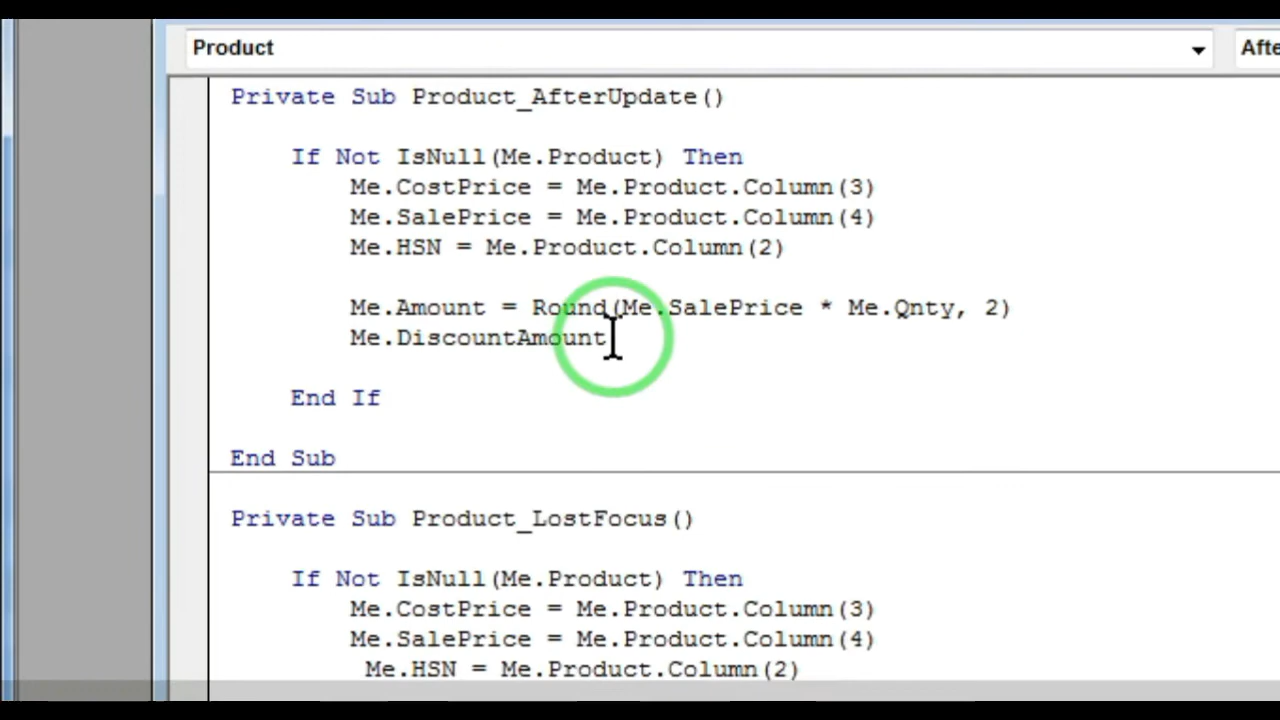 Product
Afte
Private Sub Product_AfterUpdate()
If Not IsNull(Me.Product) Then
Me.CostPrice = Me.Product.Column(3)
Me.SalePrice = Me.Product.Column(4)
Me.HSN = Me.Product.Column(2)
Me.Amount = Round(Me.SalePrice * Me.Qnty, 2)
Me.DiscountAmount
End If
End Sub
Private Sub Product_LostFocus()
If Not IsNull(Me.Product) Then
Me.CostPrice = Me.Product.Column(3)
Me.SalePrice = Me.Product.Column(4)
Me.HSN = Me.Product.Column(2)